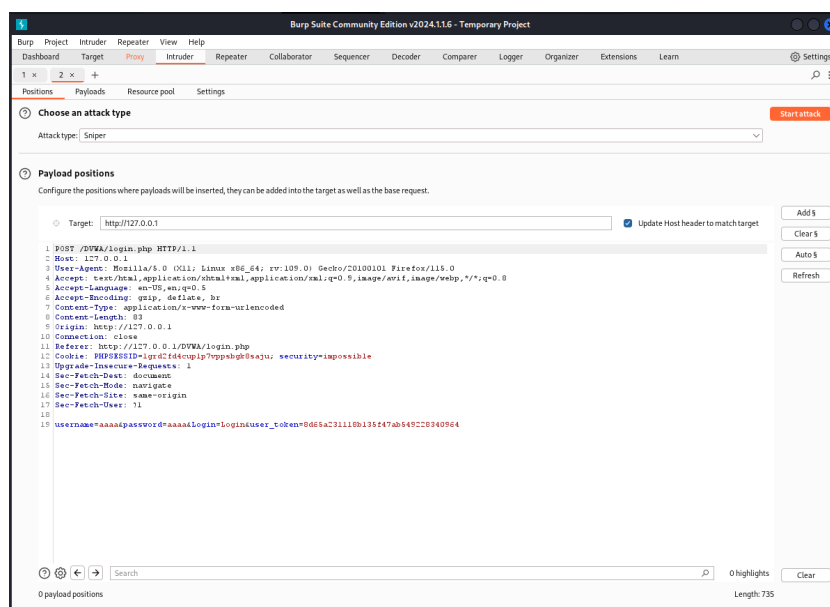 Burp Suite Community Edition v2024.1.1.6 - Temporary Project
Burp Project Intruder Repeater View Help
Dashboard Target Proxy Intruder Repeater Collaborator Sequencer Decoder Comparer Logger Organizer Extensions Learn Settings
1 × 2 × +
Positions Payloads Resource pool Settings
? Choose an attack type
Start attack
Attack type: Sniper
? Payload positions
Configure the positions where payloads will be inserted, they can be added into the target as well as the base request.
Add §
Target: http://127.0.0.1 Update Host header to match target
Clear §
1 POST /DVWA/login.php HTTP/1.1
2 Host: 127.0.0.1
Auto §
3 User-Agent: Mozilla/5.0 (X11; Linux x86_64; rv:109.0) Gecko/20100101 Firefox/115.0
4 Accept: text/html,application/xhtml+xml,application/xml;q=0.9,image/avif,image/webp,*/*;q=0.8
Refresh
5 Accept-Language: en-US,en;q=0.5
6 Accept-Encoding: gzip, deflate, br
7 Content-Type: application/x-www-form-urlencoded
8 Content-Length: 83
9 Origin: http://127.0.0.1
10 Connection: close
11 Referer: http://127.0.0.1/DVWA/login.php
12 Cookie: PHPSESSID=lgrd2fd4cuplp7vppsbgk8saju; security=impossible
13 Upgrade-Insecure-Requests: 1
14 Sec-Fetch-Dest: document
15 Sec-Fetch-Mode: navigate
16 Sec-Fetch-Site: same-origin
17 Sec-Fetch-User: ?1
18
19 username=aaaa&password=aaaa&Login=Login&user_token=8d65a231118b135f47ab549228340964
? Search 0 highlights Clear
0 payload positions Length: 735